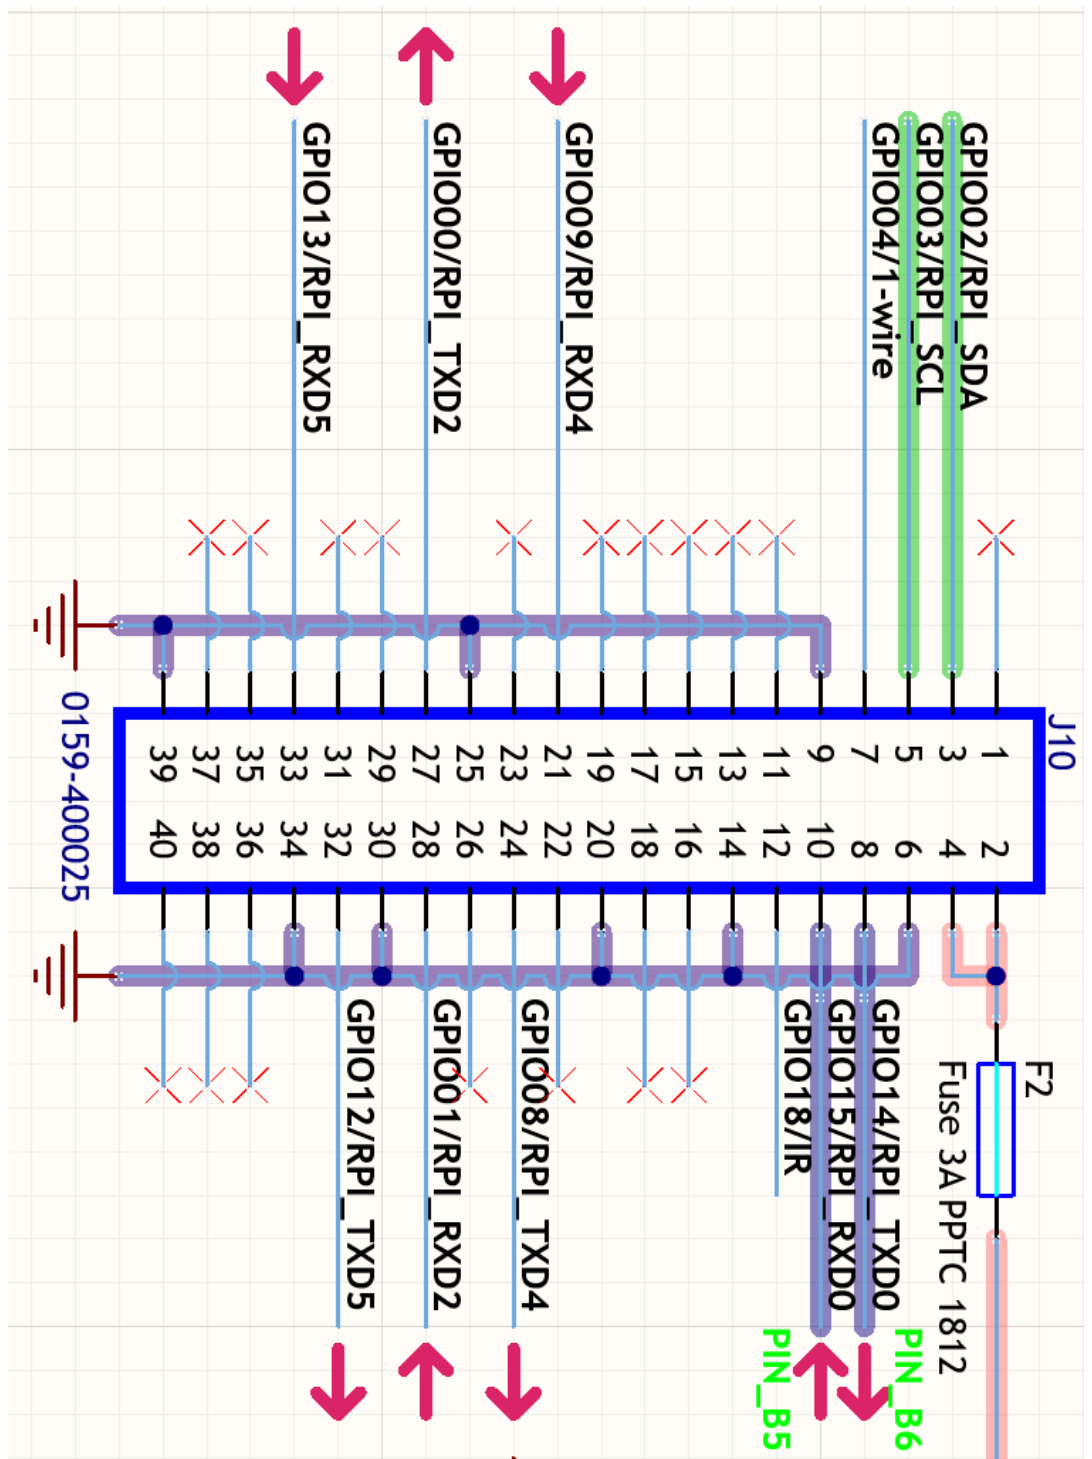 GPIO13/RPI_RXD5
GPIO00/RPI_TXD2
GPIO09/RPI_RXD4
GPIO04/1-wire
GPIO03/RPI_SCL
GPIO02/RPI_SDA
J10
0159-400025
39 37 35 33 31 29 27 25 23 21 19 17 15 13 11 9 7 5 3 1
40 38 36 34 32 30 28 26 24 22 20 18 16 14 12 10 8 6 4 2
GPIO12/RPI_TXD5
GPIO01/RPI_RXD2
GPIO08/RPI_TXD4
GPIO18/IR
GPIO15/RPI_RXD0
GPIO14/RPI_TXD0
F2
Fuse 3A PPTC 1812
PIN_B5
PIN_B6